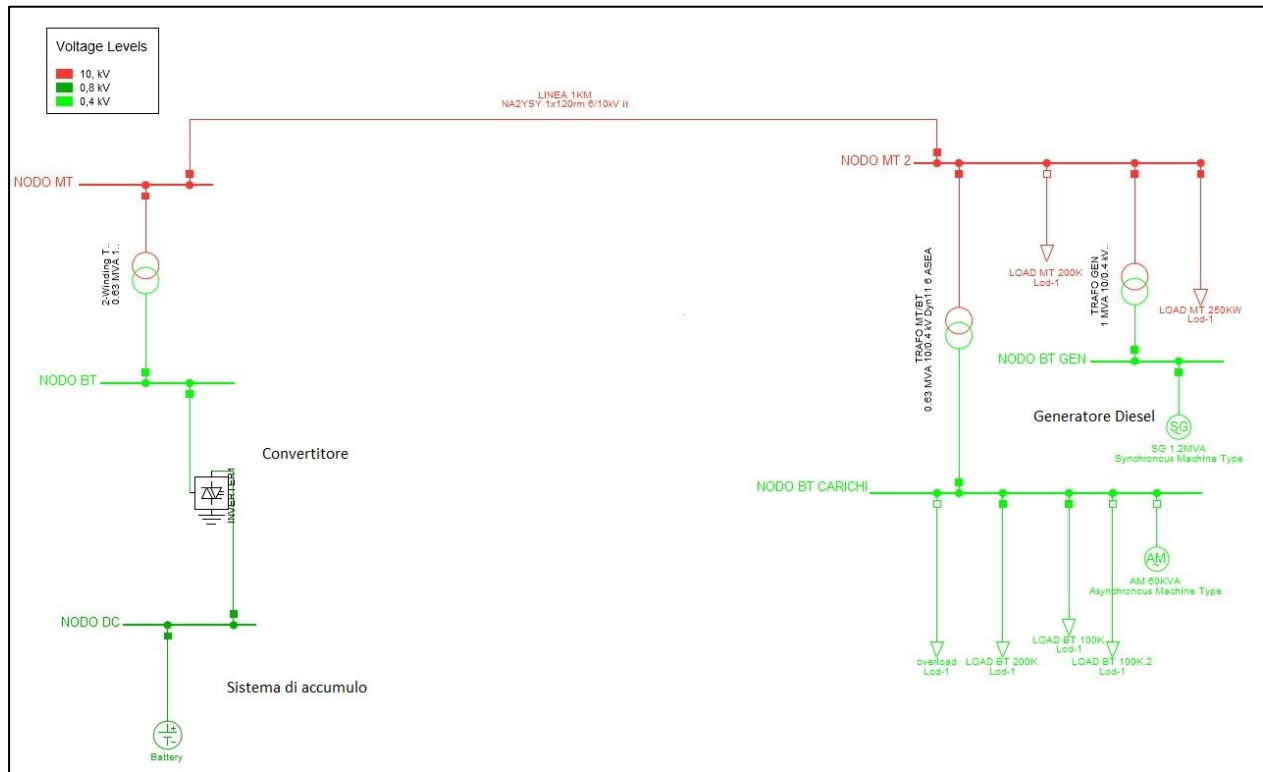 Voltage Levels
10, kV
0,8 kV
0,4 kV
LINEA 1KM
NA2YSY 1x120rm 6/10kV it
NODO MT
NODO MT 2
2-Winding T..
0.63 MVA 1..
TRAFO MT/BT
0.63 MVA 10/0.4 kV Dyn11 6 ASEA
LOAD MT 200K
Lod-1
TRAFO GEN
1 MVA 10/0.4 kV..
LOAD MT 250KW
Lod-1
NODO BT
NODO BT GEN
Generatore Diesel
SG
SG 1.2MVA
Synchronous Machine Type
Convertitore
INVERTER1
NODO BT CARICHI
AM
AM 60KVA
Asynchronous Machine Type
NODO DC
overload
Lod-1
LOAD BT 200K
Lod-1
LOAD BT 100K
Lod-1
LOAD BT 100K.2
Lod-1
Sistema di accumulo
Battery